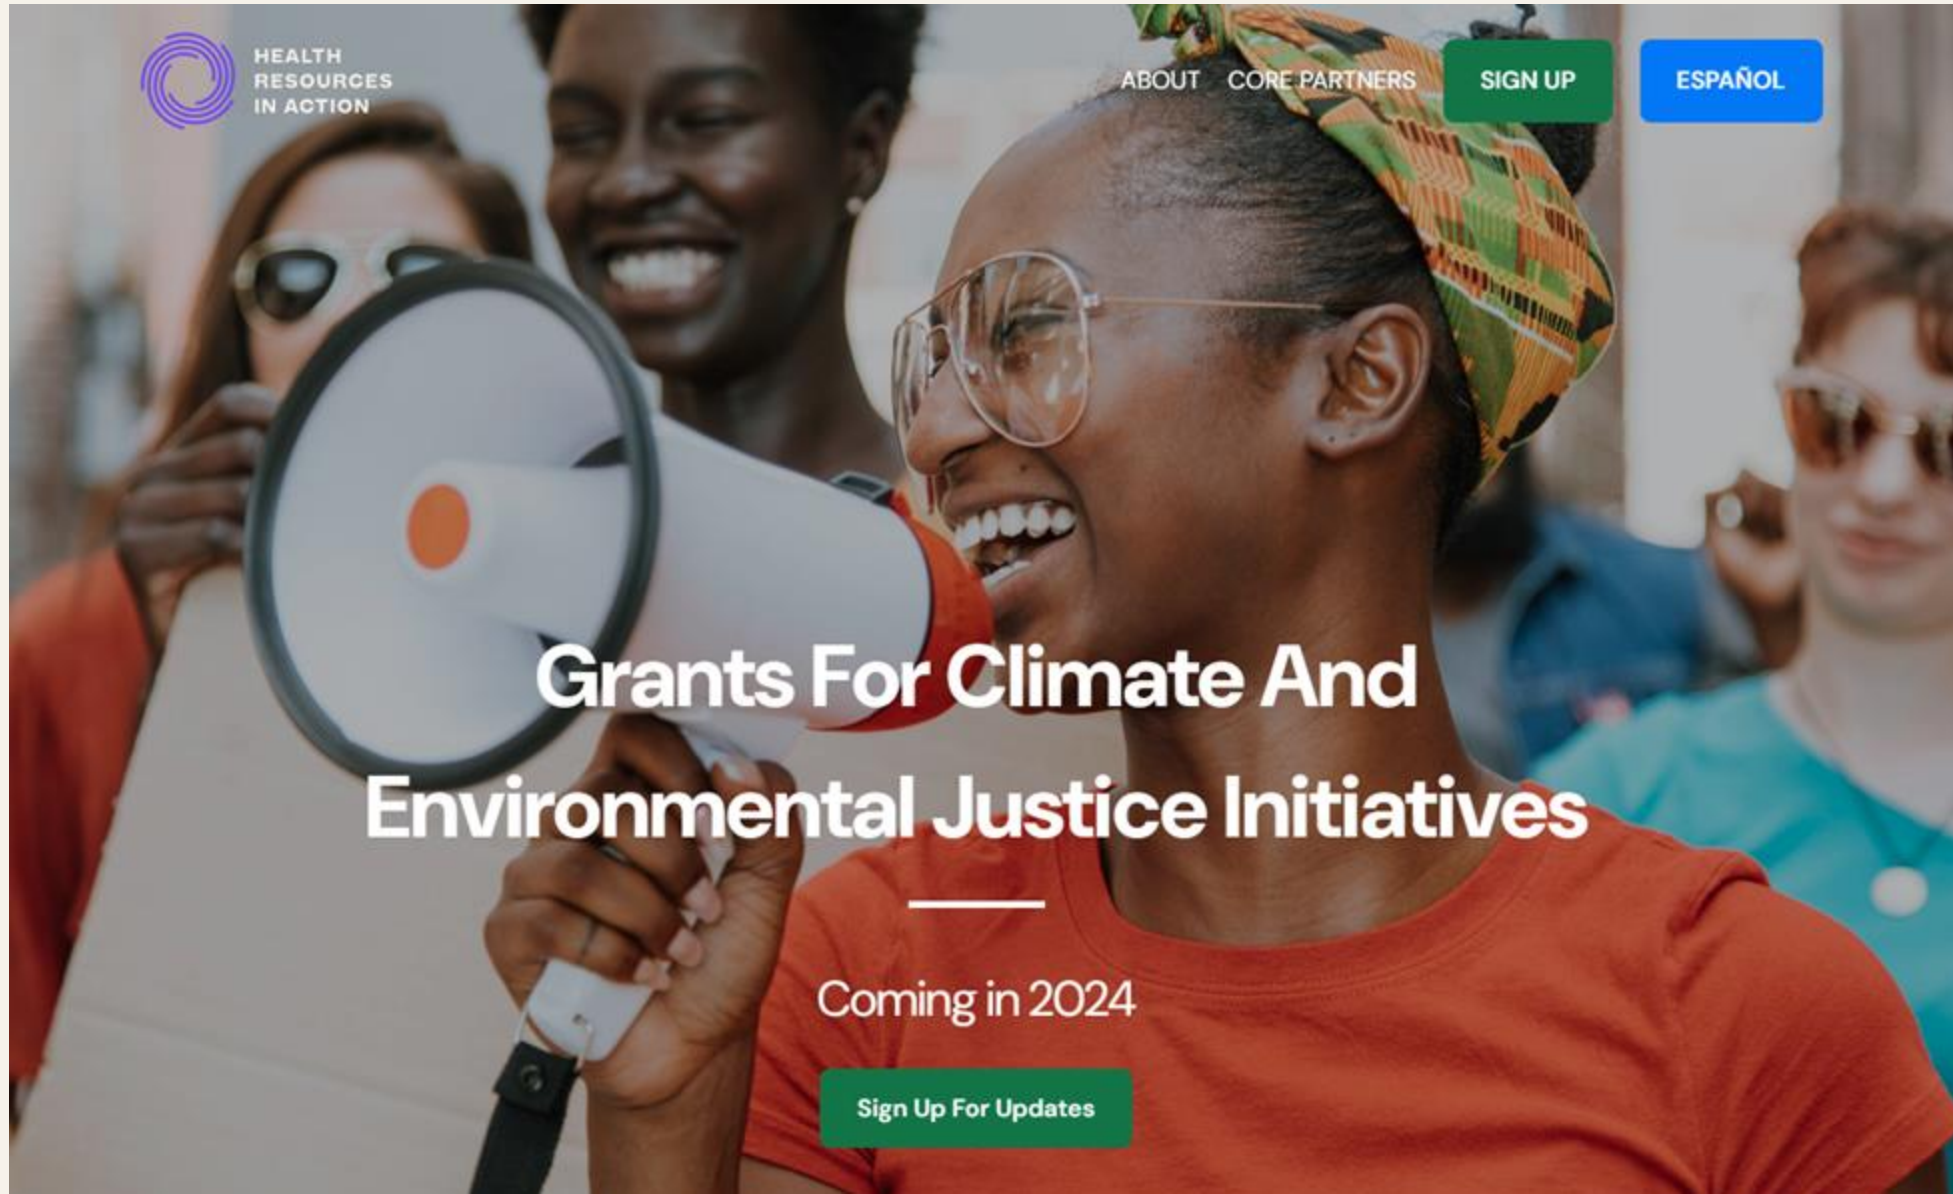 HEALTH
RESOURCES
IN ACTION
ABOUT CORE PARTNERS SIGN UP ESPAÑOL
Grants For Climate And
Environmental Justice Initiatives
Coming in 2024
Sign Up For Updates